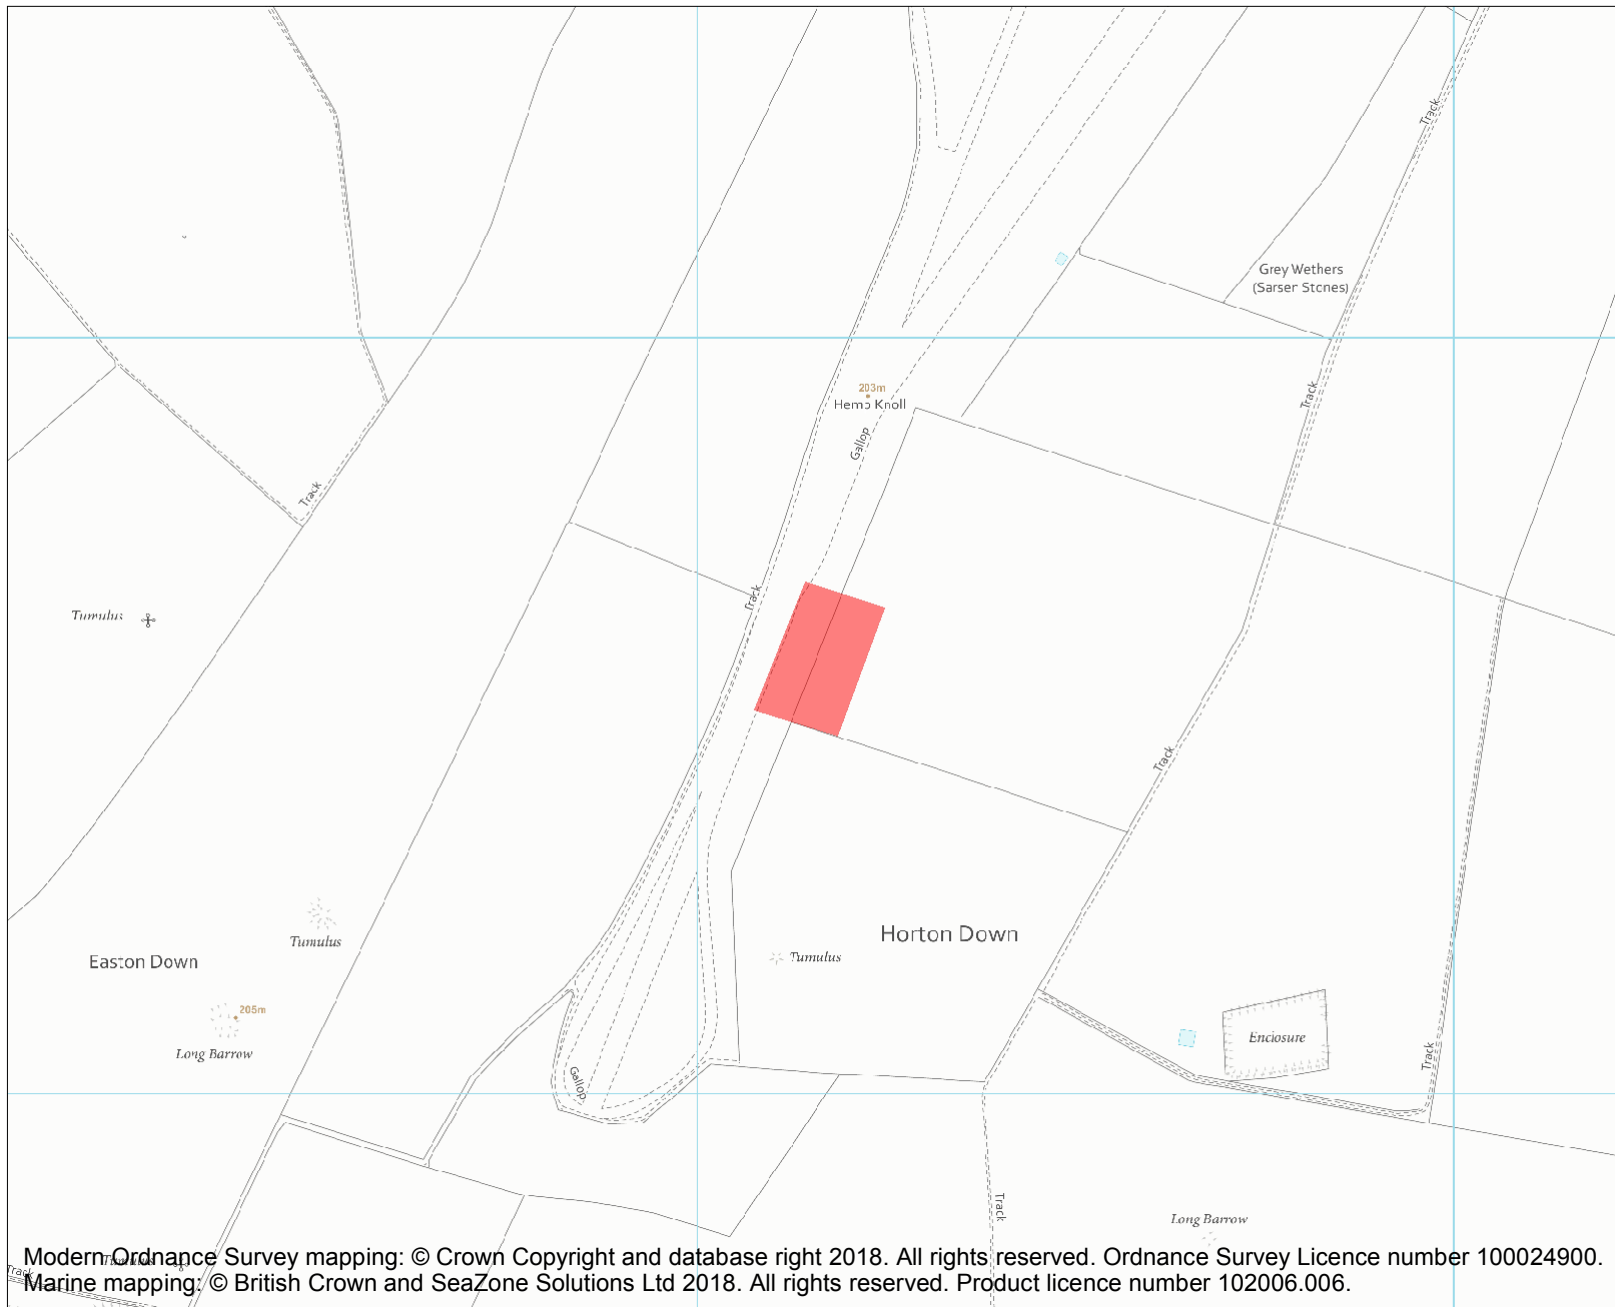 Track
Grey Wethers
(Sarsen Stones)
203m
Track
Hemp Knoll
Gallop
Track
Track
Tumulus
Track
Horton Down
Tumulus
Tumulus
Easton Down
205m
Enclosure
Long Barrow
Track
Gallop
Track
Long Barrow
Tumulus
Track
Modern Ordnance Survey mapping: © Crown Copyright and database right 2018. All rights reserved. Ordnance Survey Licence number 100024900.
Marine mapping: © British Crown and SeaZone Solutions Ltd 2018. All rights reserved. Product licence number 102006.006.